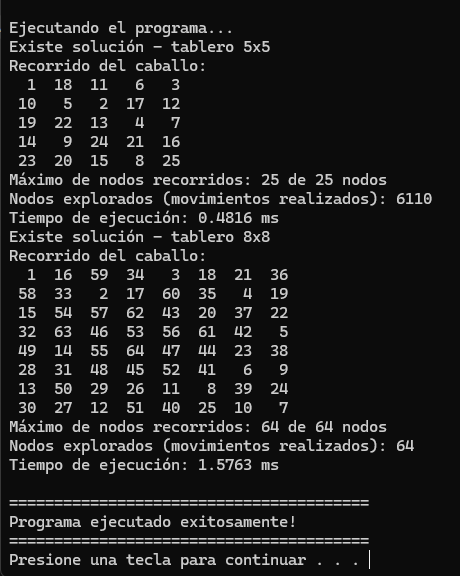 Ejecutando el programa...
Existe solución - tablero 5x5
Recorrido del caballo:
  1  18  11   6   3
 10   5   2  17  12
 19  22  13   4   7
 14   9  24  21  16
 23  20  15   8  25
Máximo de nodos recorridos: 25 de 25 nodos
Nodos explorados (movimientos realizados): 6110
Tiempo de ejecución: 0.4816 ms
Existe solución - tablero 8x8
Recorrido del caballo:
  1  16  59  34   3  18  21  36
 58  33   2  17  60  35   4  19
 15  54  57  62  43  20  37  22
 32  63  46  53  56  61  42   5
 49  14  55  64  47  44  23  38
 28  31  48  45  52  41   6   9
 13  50  29  26  11   8  39  24
 30  27  12  51  40  25  10   7
Máximo de nodos recorridos: 64 de 64 nodos
Nodos explorados (movimientos realizados): 64
Tiempo de ejecución: 1.5763 ms
========================================
Programa ejecutado exitosamente!
========================================
Presione una tecla para continuar . . .